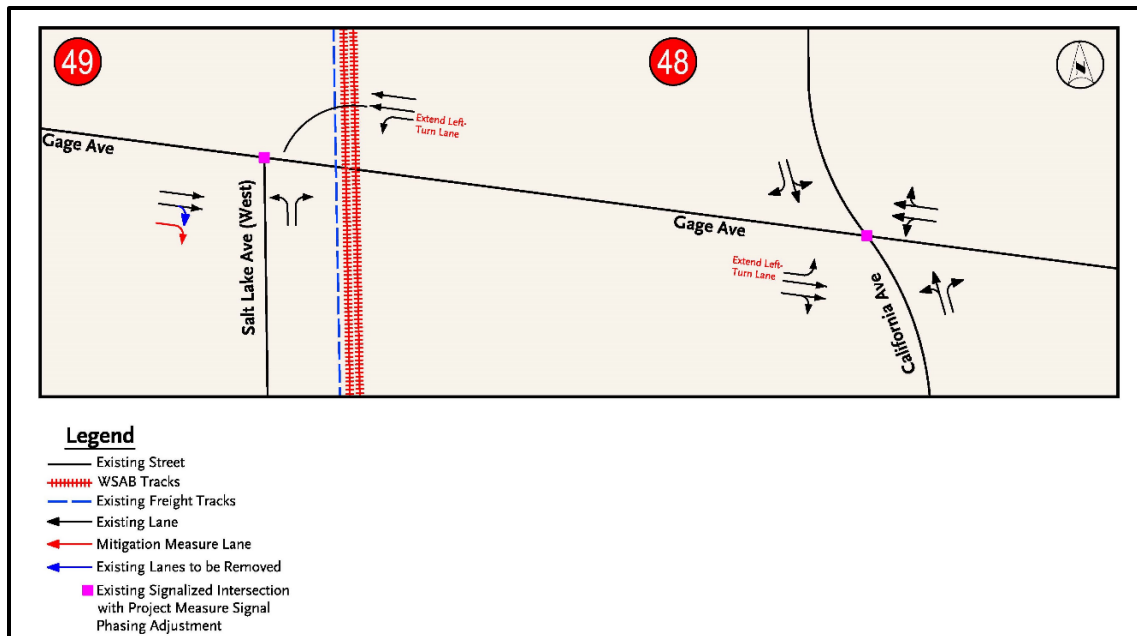 49
48
Extend Left-
Turn Lane
Gage Ave
Salt Lake Ave (West)
Gage Ave
Extend Left-
Turn Lane
California Ave
Legend
Existing Street
WSAB Tracks
Existing Freight Tracks
Existing Lane
Mitigation Measure Lane
Existing Lanes to be Removed
Existing Signalized Intersection
with Project Measure Signal
Phasing Adjustment